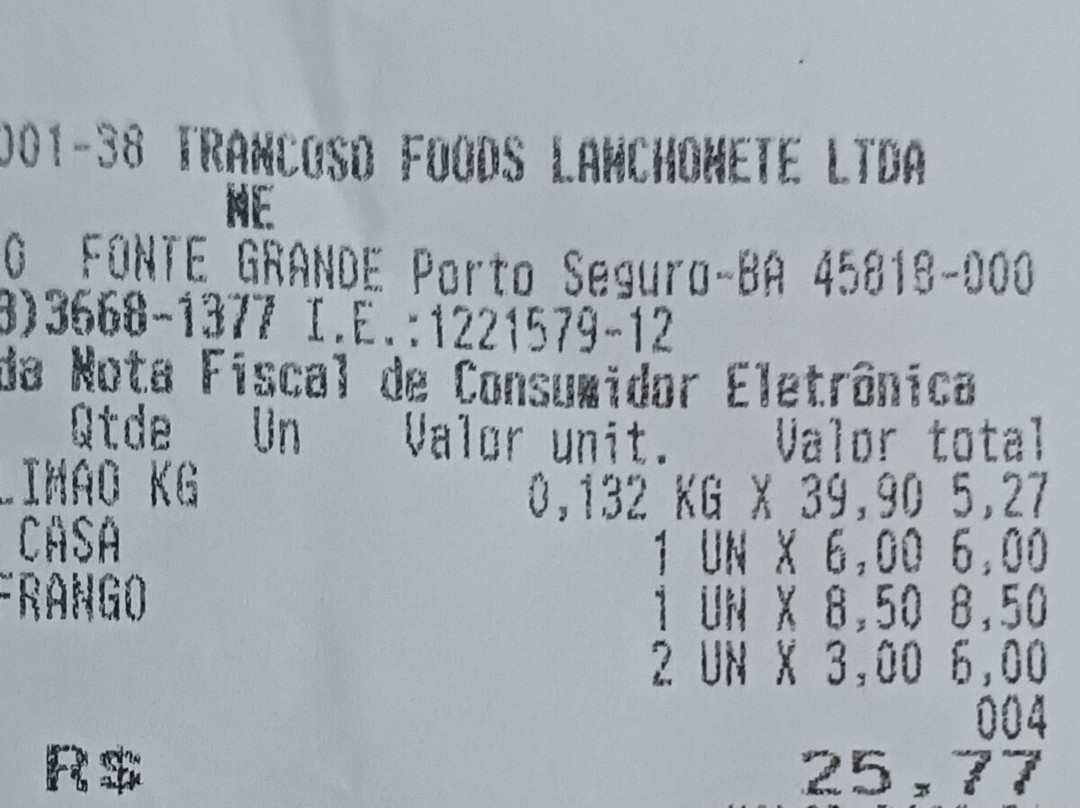 001-38 TRANCOSO FOODS LANCHONETE LTDA
ME
O FONTE GRANDE Porto Seguro-BA 45818-000
3)3668-1377 I.E.:1221579-12
da Nota Fiscal de Consumidor Eletrônica
Qtde Un Valor unit. Valor total
LIMAO KG 0,132 KG X 39,90 5,27
CASA 1 UN X 6,00 6,00
FRANGO 1 UN X 8,50 8,50
2 UN X 3,00 6,00
004
R$ 25,77